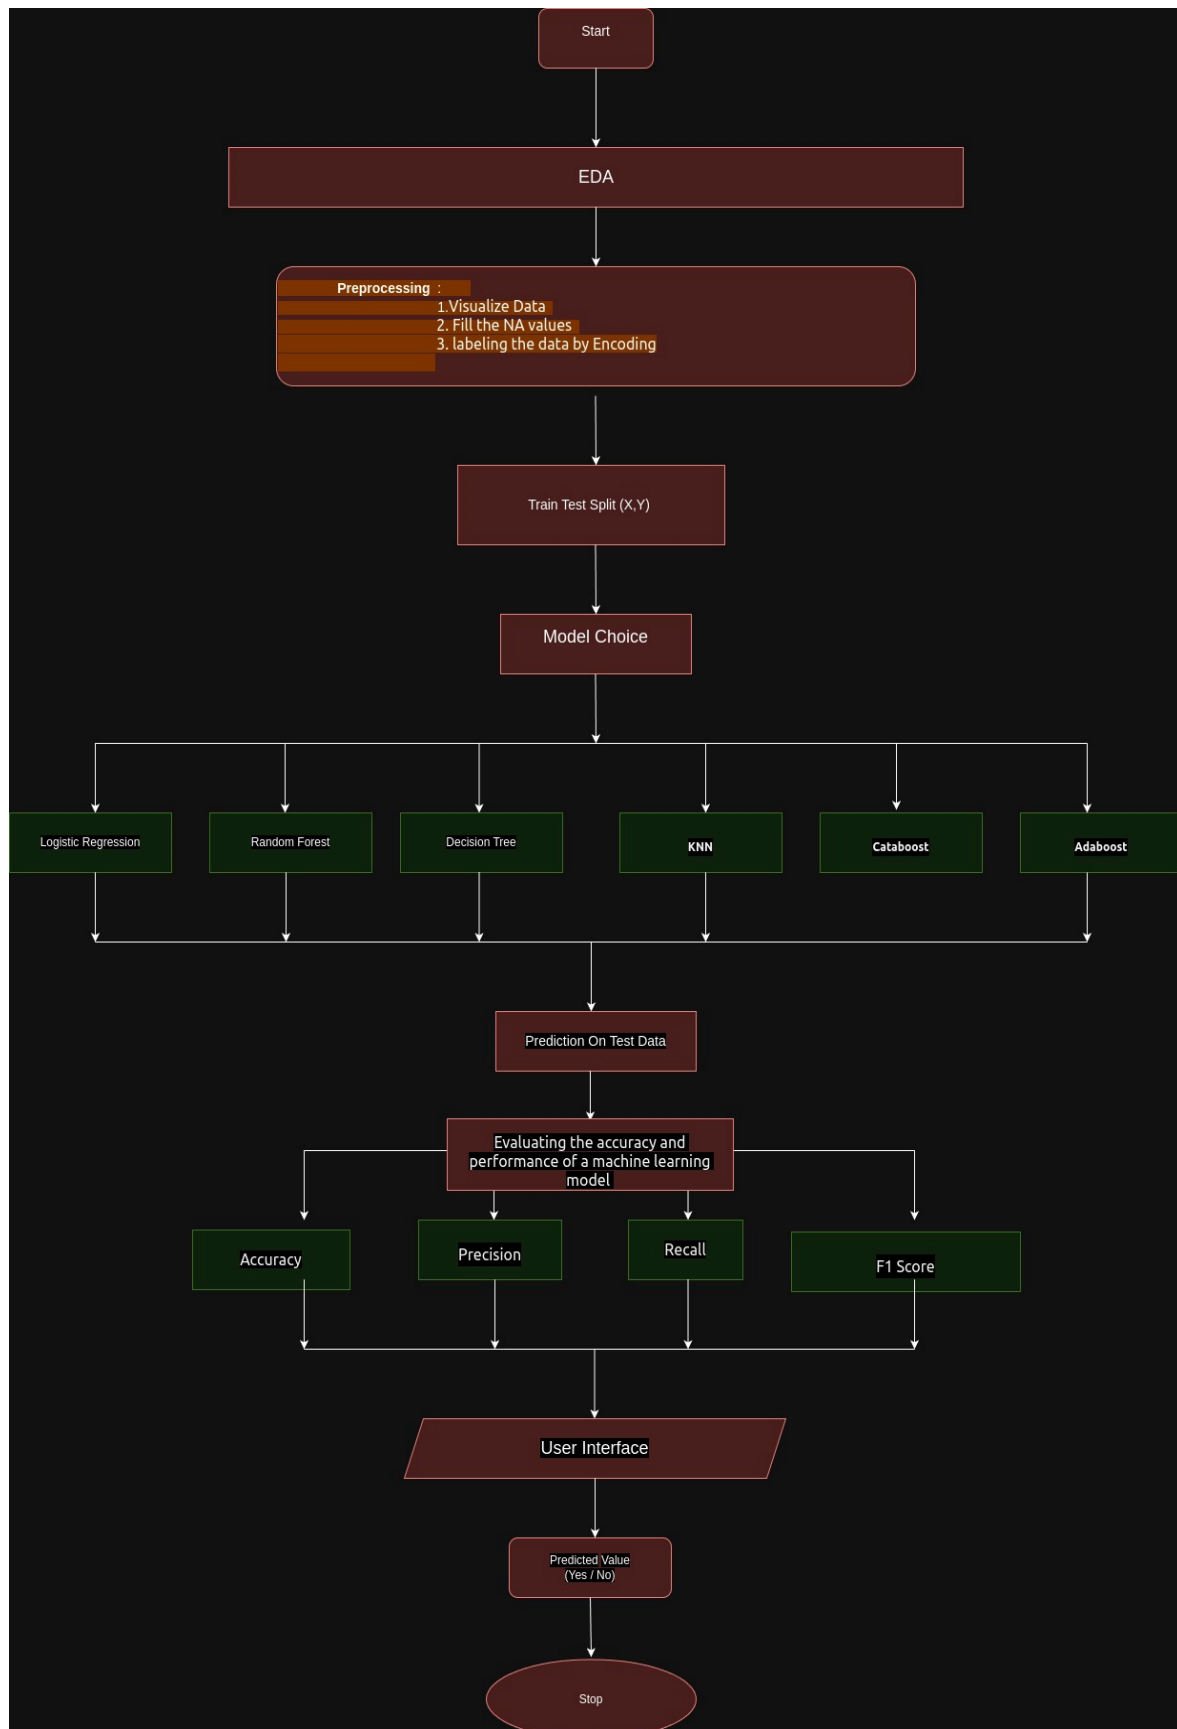 Start
EDA
Preprocessing :
1.Visualize Data
2. Fill the NA values
3. labeling the data by Encoding
Train Test Split (X,Y)
Model Choice
Logistic Regression
Random Forest
Decision Tree
KNN
Cataboost
Adaboost
Prediction On Test Data
Evaluating the accuracy and
performance of a machine learning
model
Accuracy
Precision
Recall
F1 Score
User Interface
Predicted Value
(Yes / No)
Stop